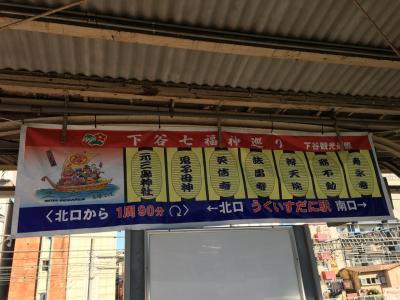 下谷七福神巡り 下谷観光連盟
元三島神社
鬼子母神
英信寺
法昌寺
弁天院
飛不動
寿永寺
〈北口から 1周90分 ←北口 うぐいすだに駅 南口→